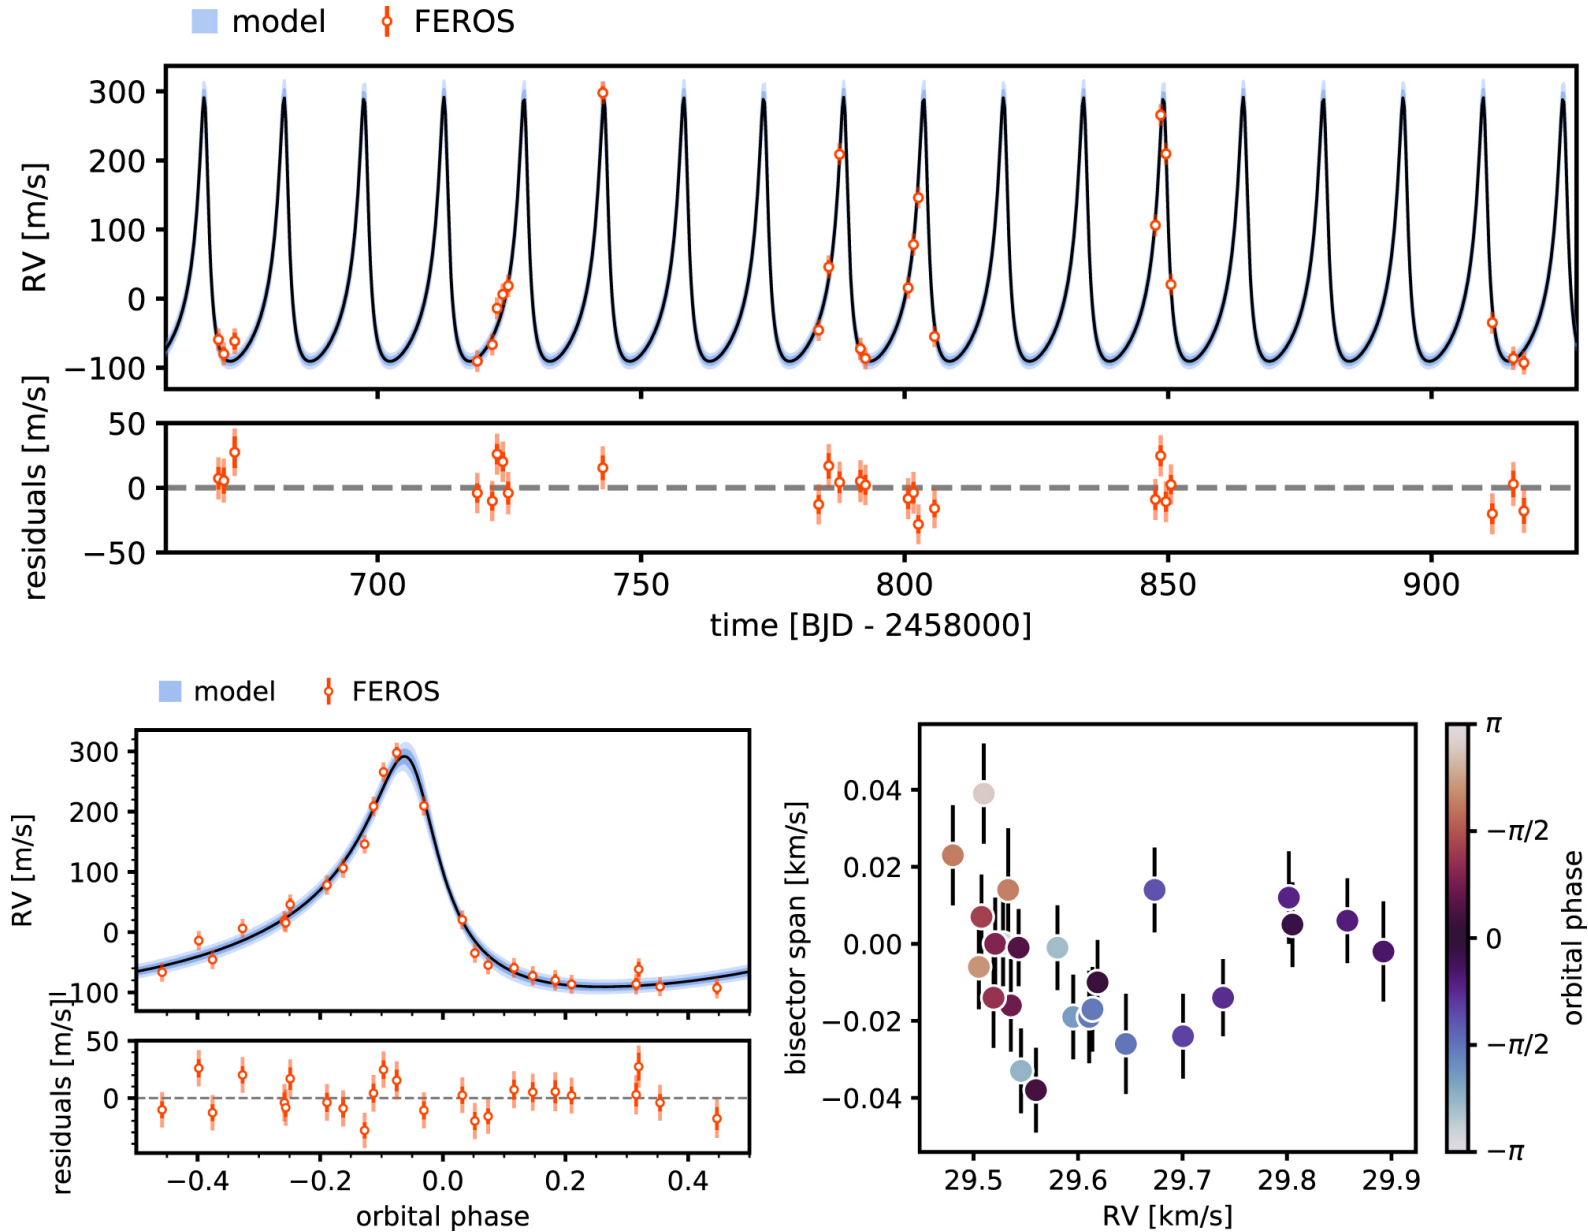 model FEROS
300
200
100
0
−100
RV [m/s]
50
0
−50
residuals [m/s]
700 750 800 850 900
time [BJD - 2458000]
model FEROS
300
200
100
0
100
RV [m/s]
50
0
residuals [m/s]
−0.4 −0.2 0.0 0.2 0.4
orbital phase
0.04
0.02
0.00
−0.02
−0.04
bisector span [km/s]
29.5 29.6 29.7 29.8 29.9
RV [km/s]
π
−π/2
0
−π/2
−π
orbital phase